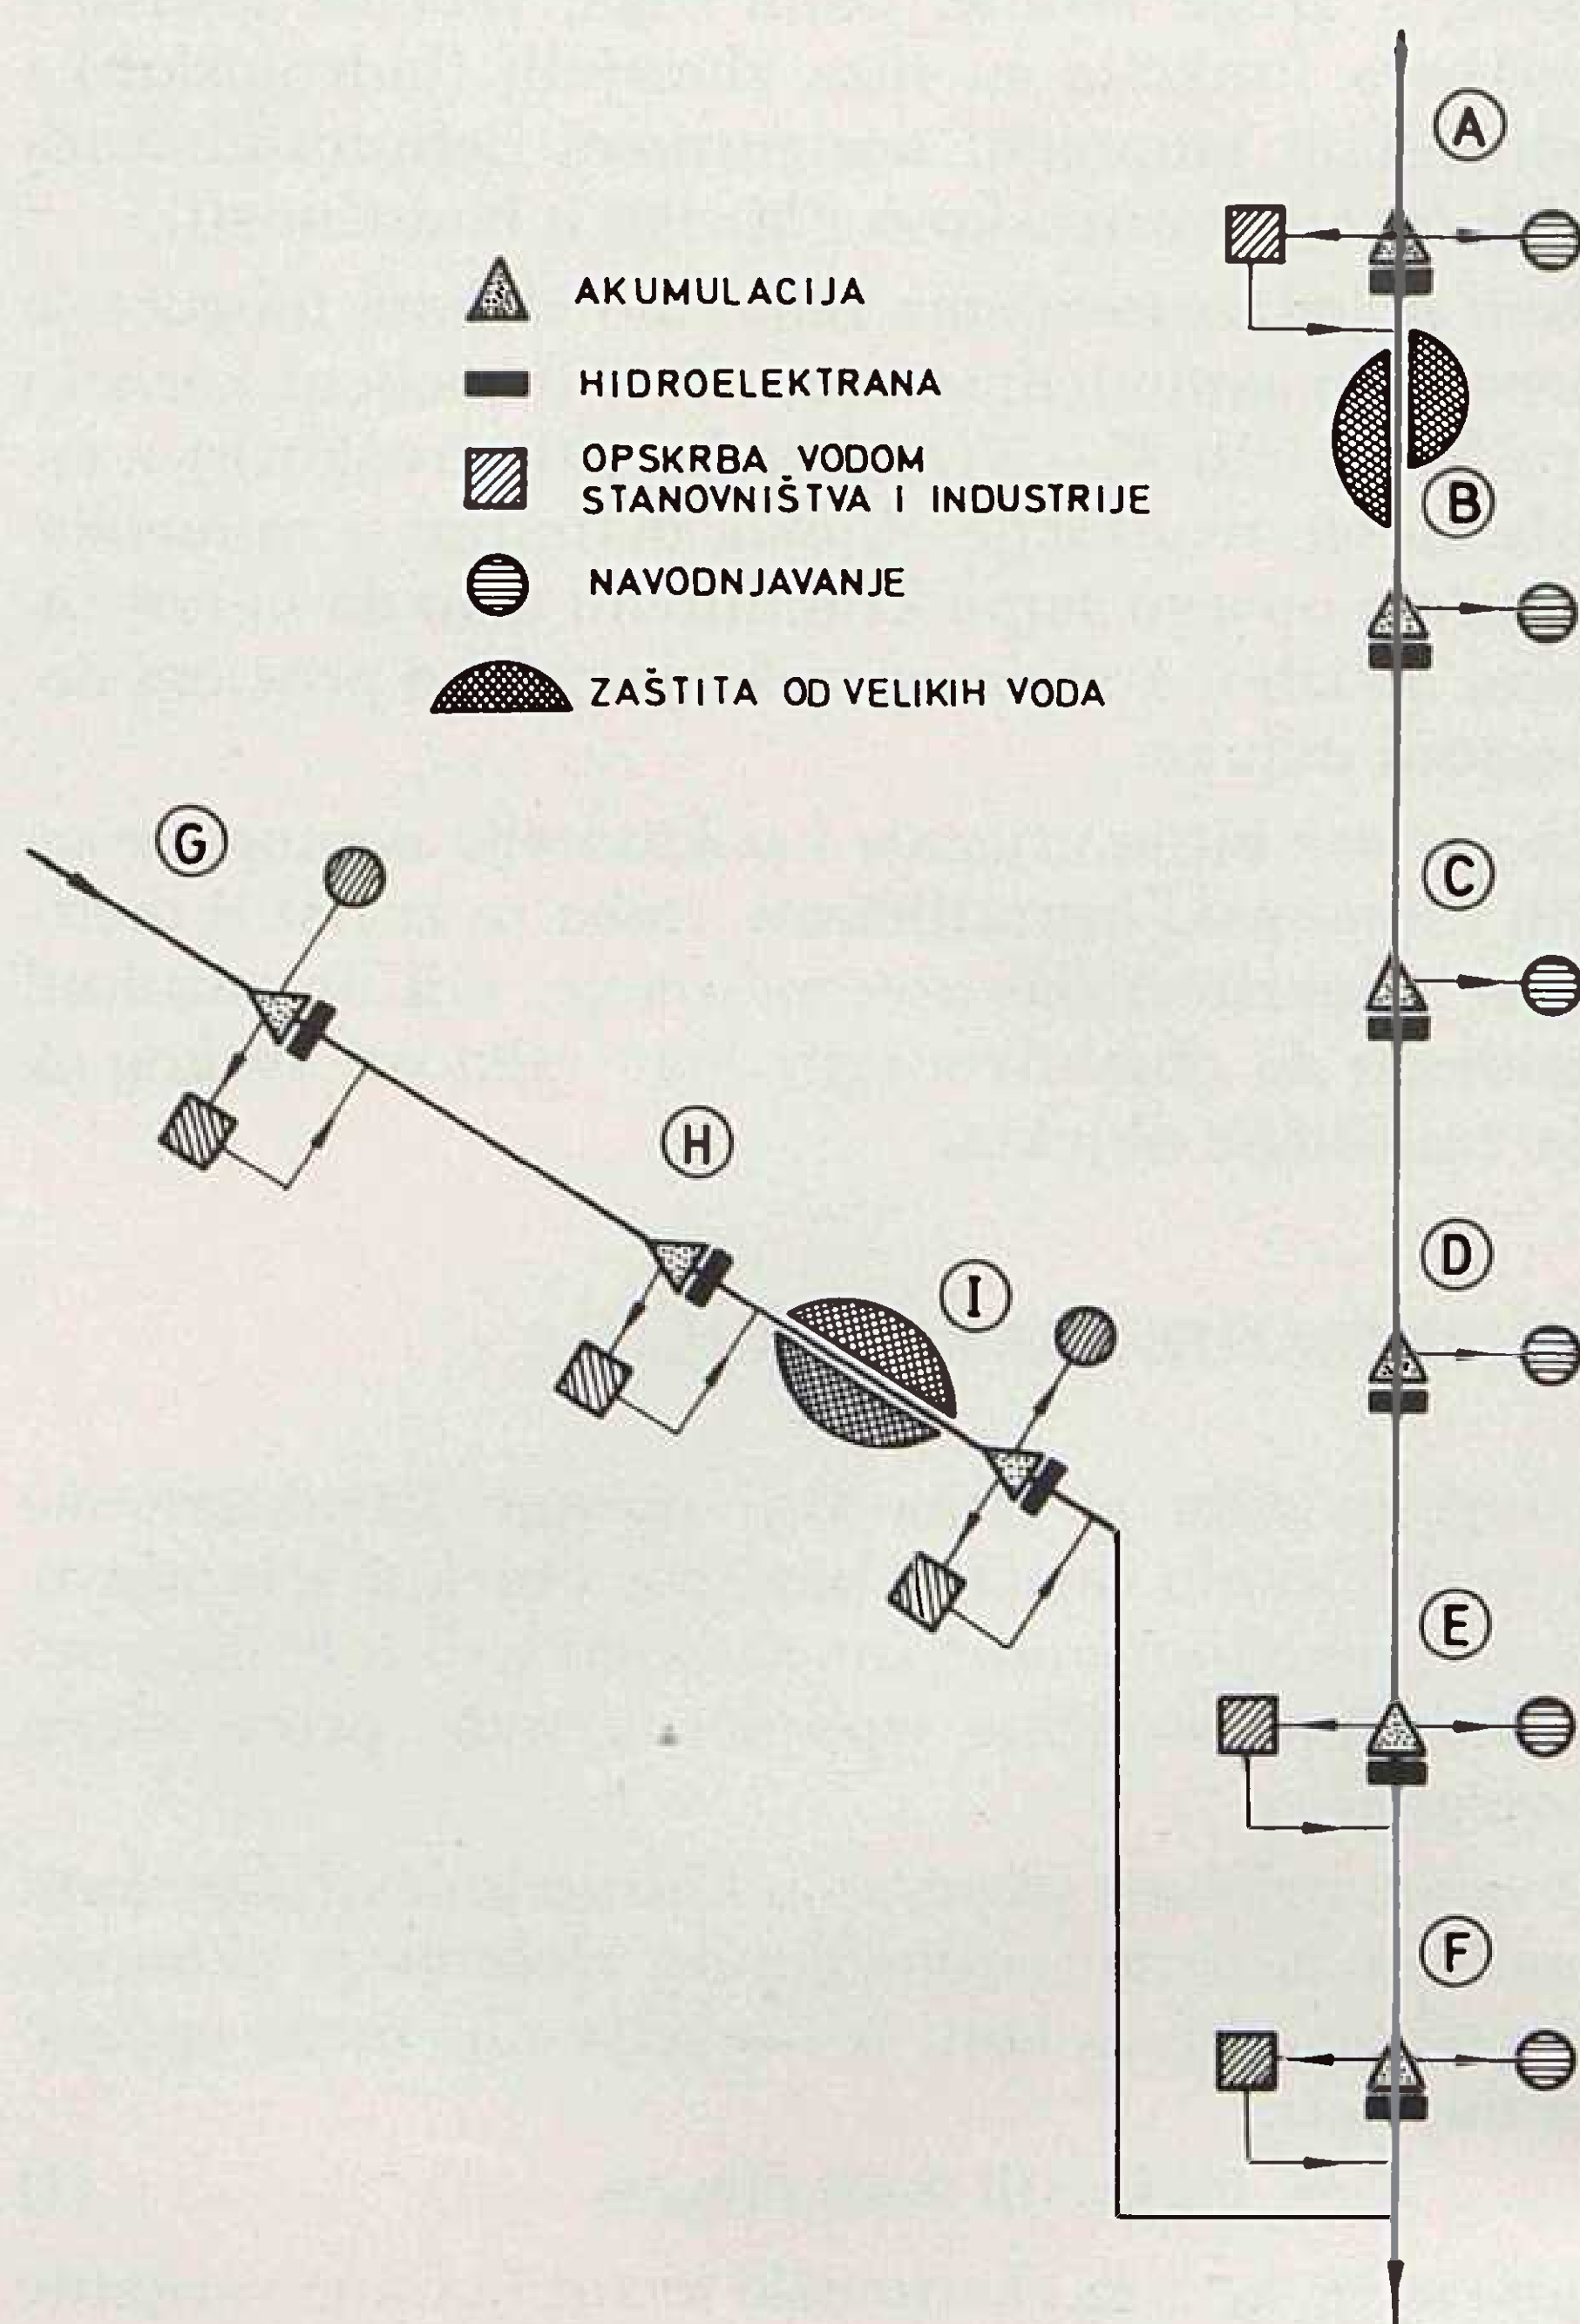 A
AKUMULACIJA
HIDROELEKTRANA
OPSKRBA VODOM
STANOVNIŠTVA I INDUSTRIJE
B
NAVODNJAVANJE
ZAŠTITA OD VELIKIH VODA
G
C
H
D
I
E
F